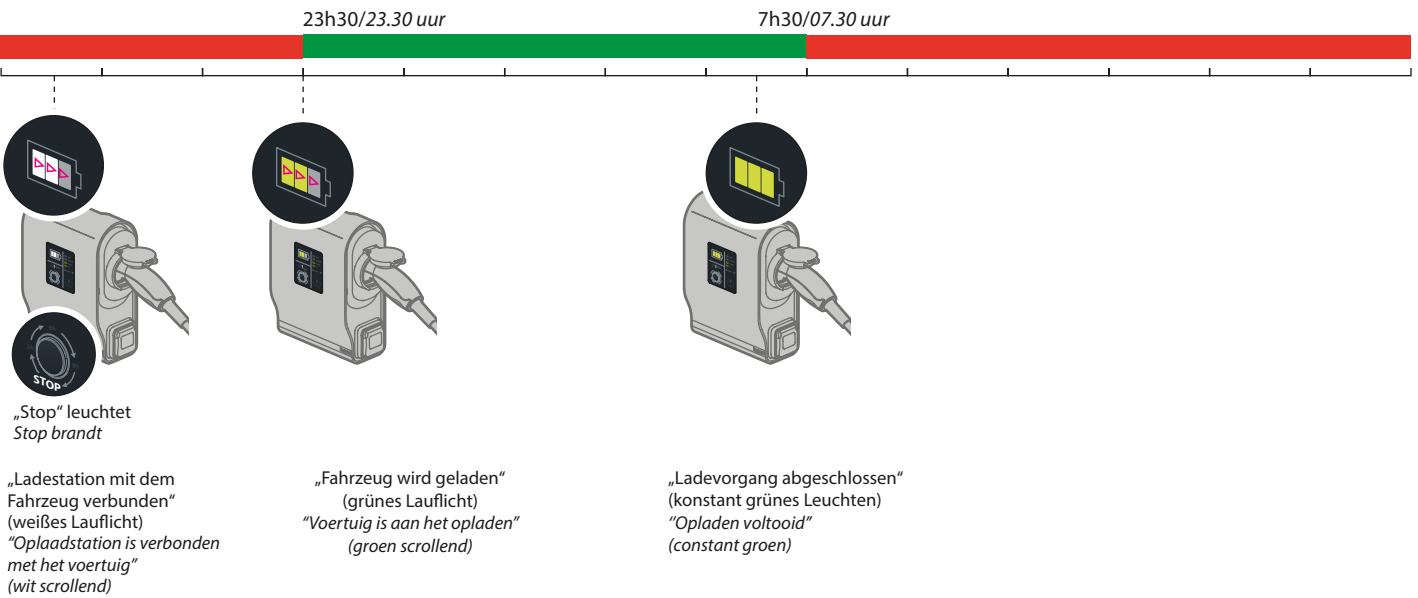 23h30/23.30 uur
7h30/07.30 uur
STOP
„Stop“ leuchtet
Stop brandt
„Ladestation mit dem
Fahrzeug verbunden“
(weißes Lauflicht)
“Oplaadstation is verbonden
met het voertuig”
(wit scrollend)
„Fahrzeug wird geladen“
(grünes Lauflicht)
“Voertuig is aan het opladen”
(groen scrollend)
„Ladevorgang abgeschlossen“
(konstant grünes Leuchten)
“Opladen voltooid”
(constant groen)